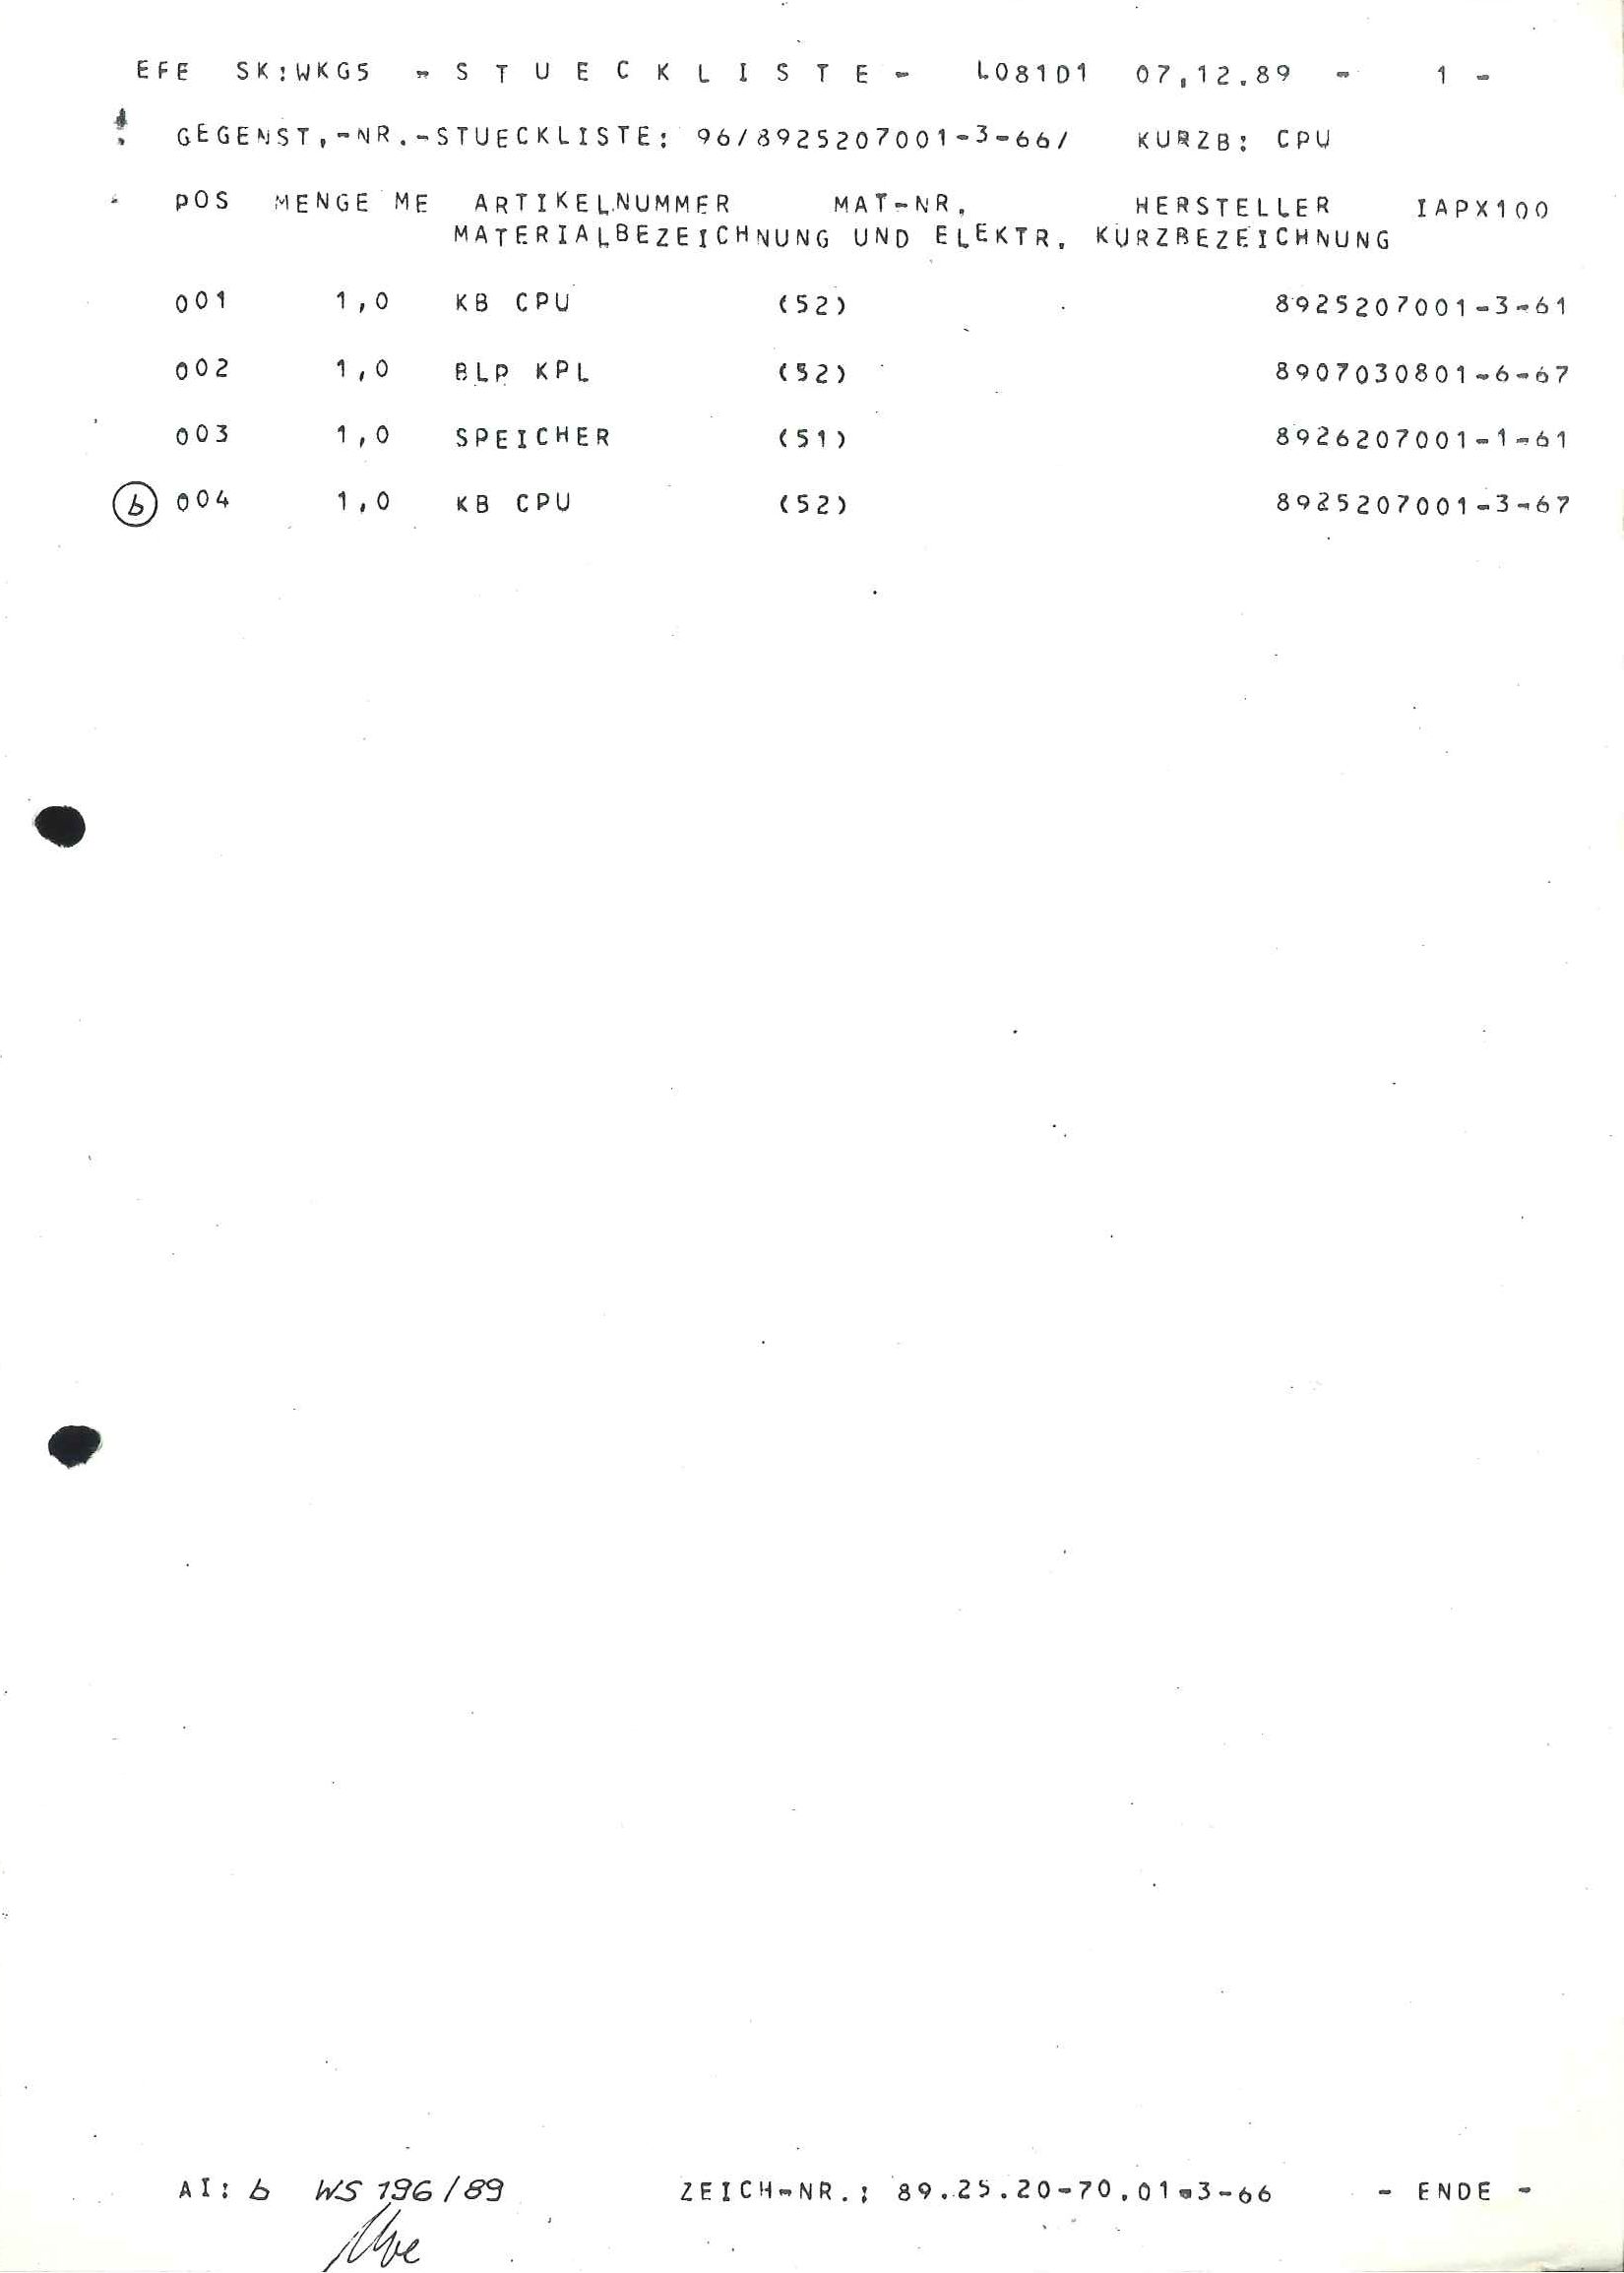 EFE SK:WKG5 - S T U E C K L I S T E - L08101 07.12.89 - 1 -
GEGENST.-NR.-STUECKLISTE: 96/8925207001-3-66/ KURZB: CPU
POS MENGE ME ARTIKELNUMMER MAT-NR. HERSTELLER IAPX100
MATERIALBEZEICHNUNG UND ELEKTR. KURZBEZEICHNUNG
001 1,0 KB CPU (52) 8925207001-3-61
002 1,0 BLP KPL (52) 8907030801-6-67
003 1,0 SPEICHER (51) 8926207001-1-61
b 004 1,0 KB CPU (52) 8925207001-3-67
AI: b WS 196/89 ZEICH-NR.: 89.25.20-70.01-3-66 - ENDE -